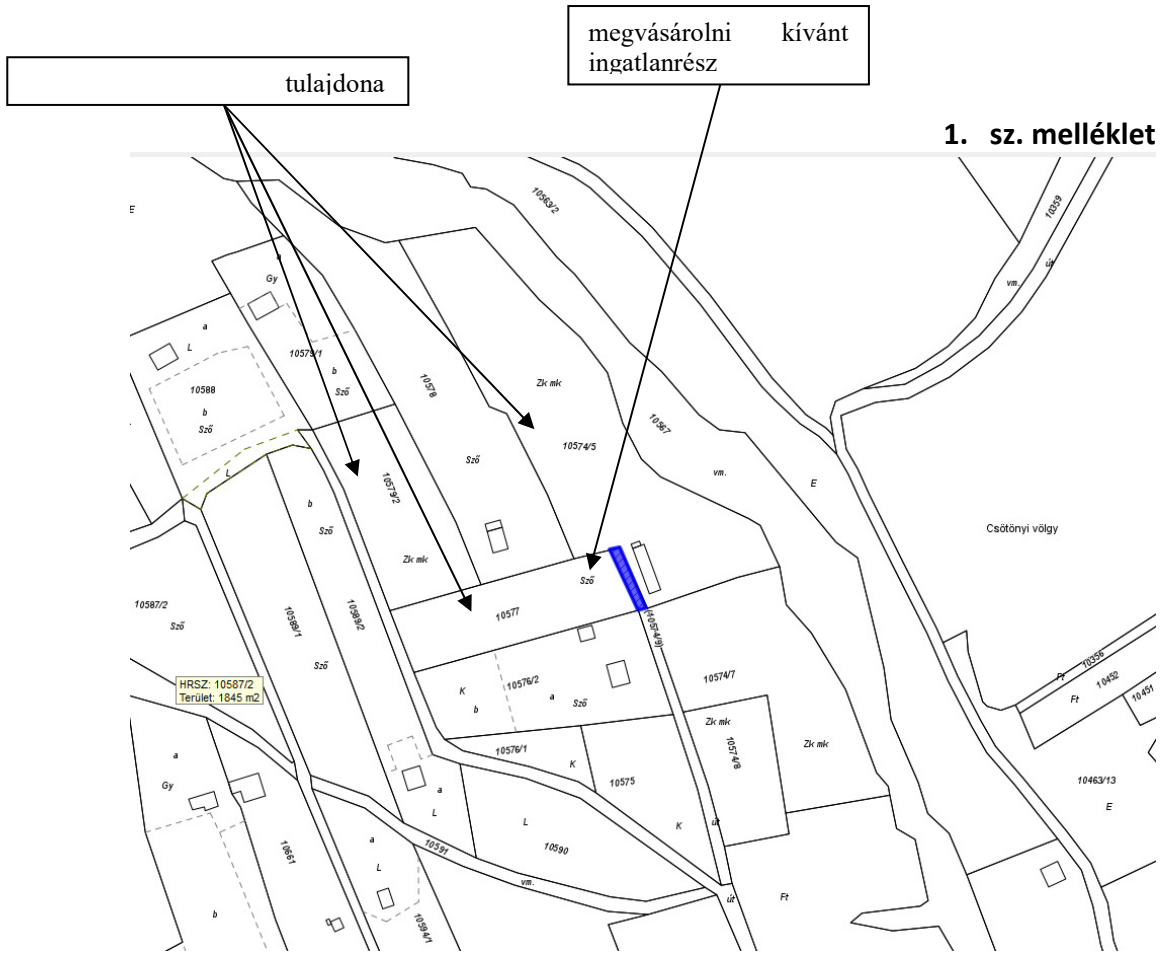 megvásárolni kívánt
ingatlanrész
tulajdona
1. sz. melléklet
10563/2
10359
út
vm.
E
a
Gy
a
L
10579/1
b
Sző
10588
b
Sző
10578
Zk mk
10574/5
10567
vm.
E
Sző
L
b
Sző
10579/2
Zk mk
Csötönyi völgy
Sző
10577
(10574/9)
10587/2
Sző
10589/1
10589/2
Sző
HRSZ: 10587/2
Terület: 1845 m2
K
b
10576/2
a
Sző
10574/7
Zk mk
10574/8
Zk mk
10356
Ft
10452
Ft
10451
10576/1
K
10575
K
út
10463/13
E
a
Gy
a
L
L
10590
10591
vm.
út
Ft
10661
a
L
b
10594/1